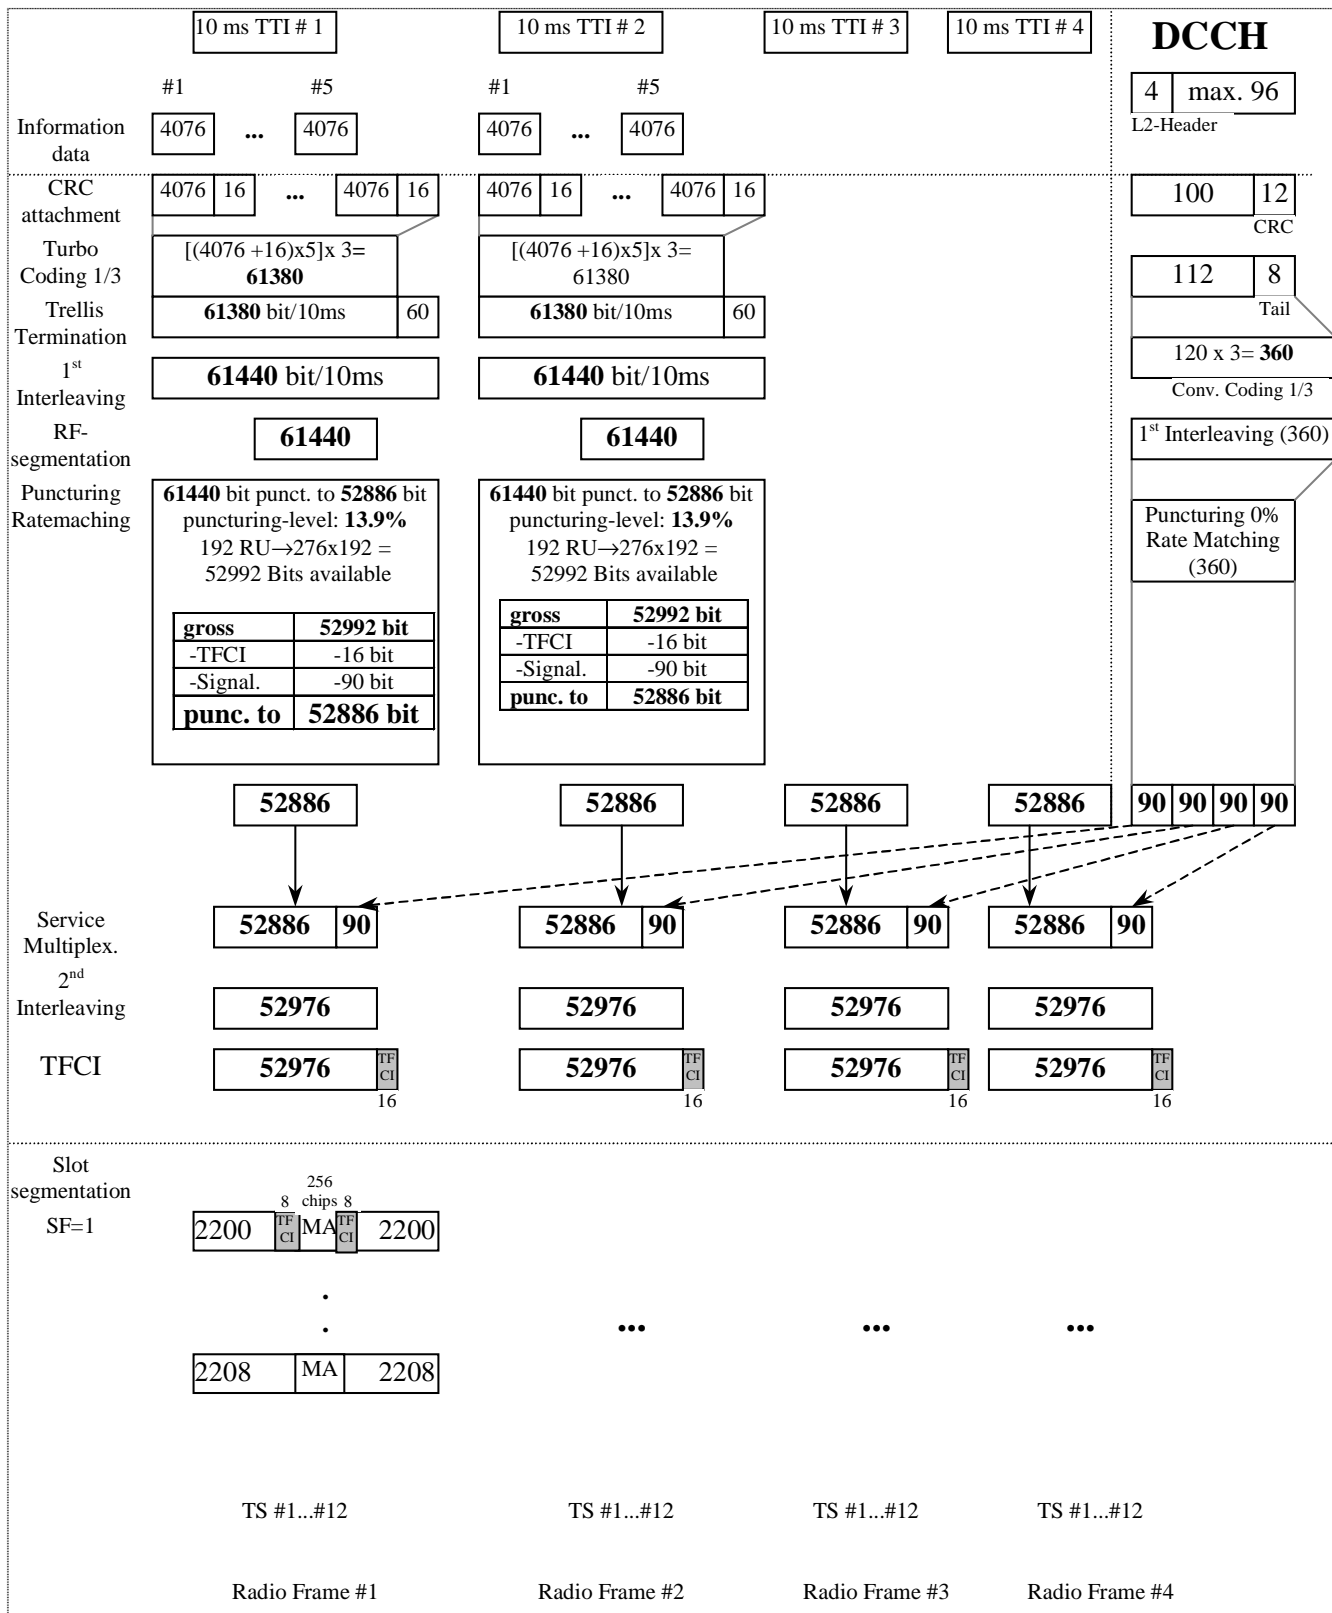 10 ms TTI # 1 10 ms TTI # 2 10 ms TTI # 3 10 ms TTI # 4 DCCH
#1 #5 #1 #5
4 max. 96
L2-Header
Information data
4076 ... 4076 4076 ... 4076
CRC attachment
4076 16 ... 4076 16 4076 16 ... 4076 16
100 12
CRC
Turbo Coding 1/3
[(4076 +16)x5]x 3= 61380
[(4076 +16)x5]x 3= 61380
112 8
Tail
Trellis Termination
61380 bit/10ms 60 61380 bit/10ms 60
120 x 3= 360
Conv. Coding 1/3
1st Interleaving
61440 bit/10ms 61440 bit/10ms
RF-segmentation
61440 61440
1st Interleaving (360)
Puncturing Ratemaching
61440 bit punct. to 52886 bit
puncturing-level: 13.9%
192 RU→276x192 =
52992 Bits available
gross 52992 bit
-TFCI -16 bit
-Signal. -90 bit
punc. to 52886 bit
61440 bit punct. to 52886 bit
puncturing-level: 13.9%
192 RU→276x192 =
52992 Bits available
gross 52992 bit
-TFCI -16 bit
-Signal. -90 bit
punc. to 52886 bit
Puncturing 0%
Rate Matching
(360)
52886 52886 52886 52886 90 90 90 90
Service Multiplex.
52886 90 52886 90 52886 90 52886 90
2nd Interleaving
52976 52976 52976 52976
TFCI
52976 TFCI 52976 TFCI 52976 TFCI 52976 TFCI
16 16 16 16
Slot segmentation
SF=1
256 chips
8 8
2200 TFCI MA TFCI 2200
.
. ... ... ...
2208 MA 2208
TS #1...#12 TS #1...#12 TS #1...#12 TS #1...#12
Radio Frame #1 Radio Frame #2 Radio Frame #3 Radio Frame #4